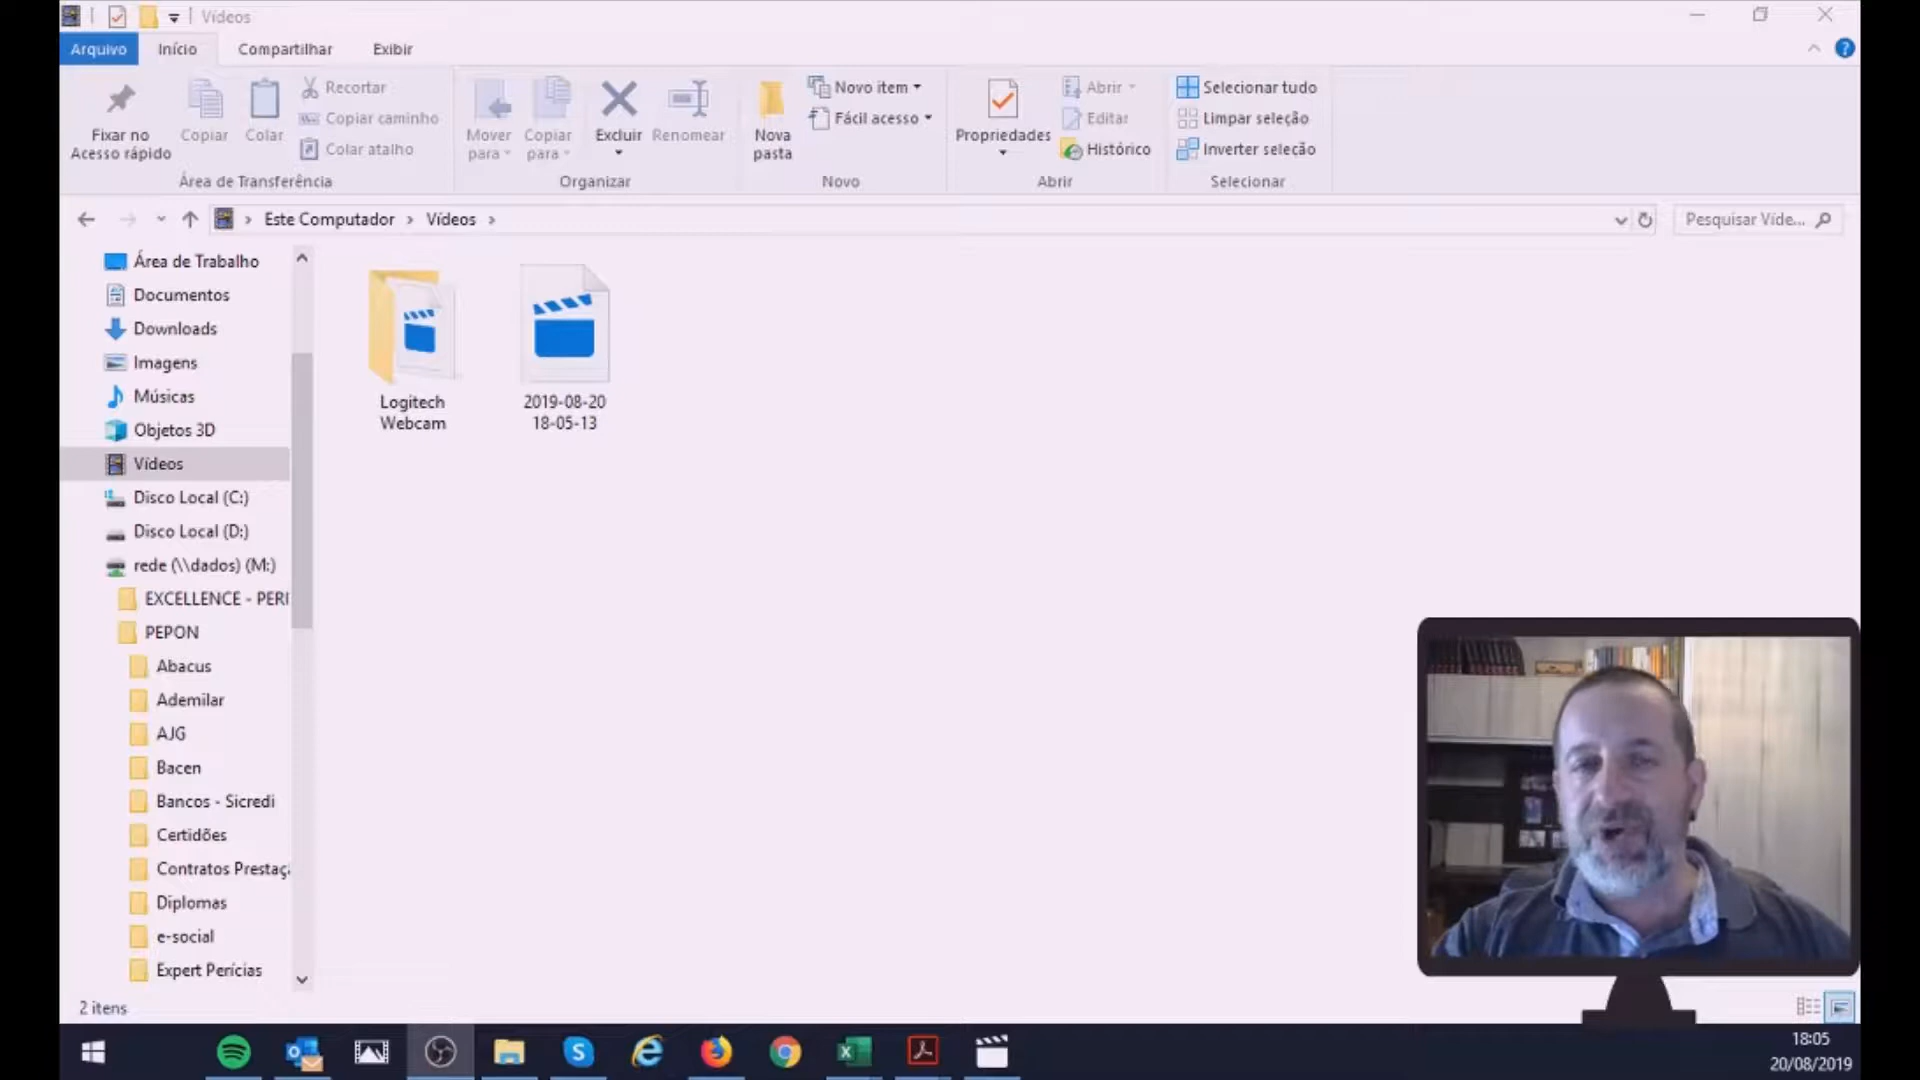 Vídeos
Arquivo Início Compartilhar Exibir
Fixar no
Acesso rápido
Copiar
Colar
Recortar
Copiar caminho
Colar atalho
Área de Transferência
Mover
para
Copiar
para
Excluir
Renomear
Organizar
Nova
pasta
Novo item
Fácil acesso
Novo
Propriedades
Abrir
Editar
Histórico
Abrir
Selecionar tudo
Limpar seleção
Inverter seleção
Selecionar
Este Computador Vídeos
Pesquisar Víde...
Área de Trabalho
Documentos
Downloads
Imagens
Músicas
Objetos 3D
Vídeos
Disco Local (C:)
Disco Local (D:)
rede (\\dados) (M:)
EXCELLENCE - PERI
PEPON
Abacus
Ademilar
AJG
Bacen
Bancos - Sicredi
Certidões
Contratos Prestaç
Diplomas
e-social
Expert Perícias
Logitech
Webcam
2019-08-20
18-05-13
2 itens
18:05
20/08/2019